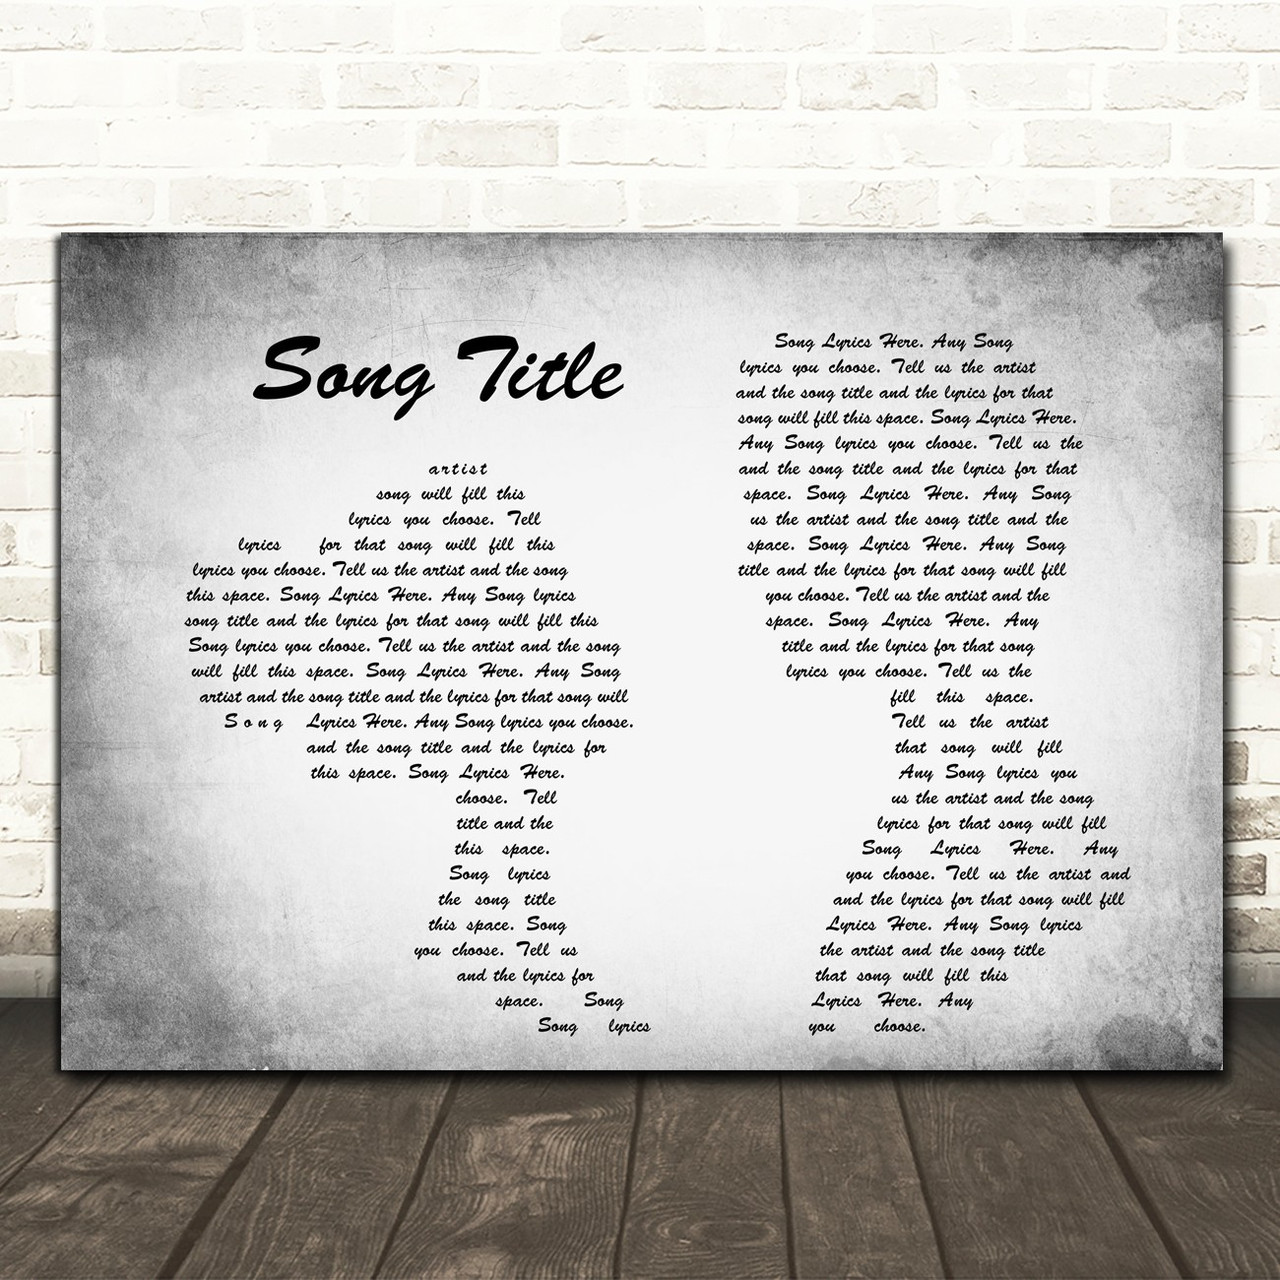 Song Title
artist
song will fill this
lyrics you choose. Tell
lyrics for that song will fill this
lyrics you choose. Tell us the artist and the song
this space. Song Lyrics Here. Any Song lyrics
song title and the lyrics for that song will fill this
Song lyrics you choose. Tell us the artist and the song
will fill this space. Song Lyrics Here. Any Song
artist and the song title and the lyrics for that song will
Song Lyrics Here. Any Song lyrics you choose.
and the song title and the lyrics for
this space. Song Lyrics Here.
choose. Tell
title and the
this space.
Song lyrics
the song title
this space. Song
you choose. Tell us
and the lyrics for
space. Song
Song lyrics
Song Lyrics Here. Any Song
lyrics you choose. Tell us the artist
and the song title and the lyrics for that
song will fill this space. Song Lyrics Here.
Any Song lyrics you choose. Tell us the
and the song title and the lyrics for that
space. Song Lyrics Here. Any Song
us the artist and the song title and the
space. Song Lyrics Here. Any Song
title and the lyrics for that song will fill
you choose. Tell us the artist and the
space. Song Lyrics Here. Any
title and the lyrics for that song
lyrics you choose. Tell us the
fill this space.
Tell us the artist
that song will fill
Any Song lyrics you
us the artist and the song
lyrics for that song will fill
Song Lyrics Here. Any
you choose. Tell us the artist and
and the lyrics for that song will fill
Lyrics Here. Any Song lyrics
the artist and the song title
that song will fill this
Lyrics Here. Any
you choose.